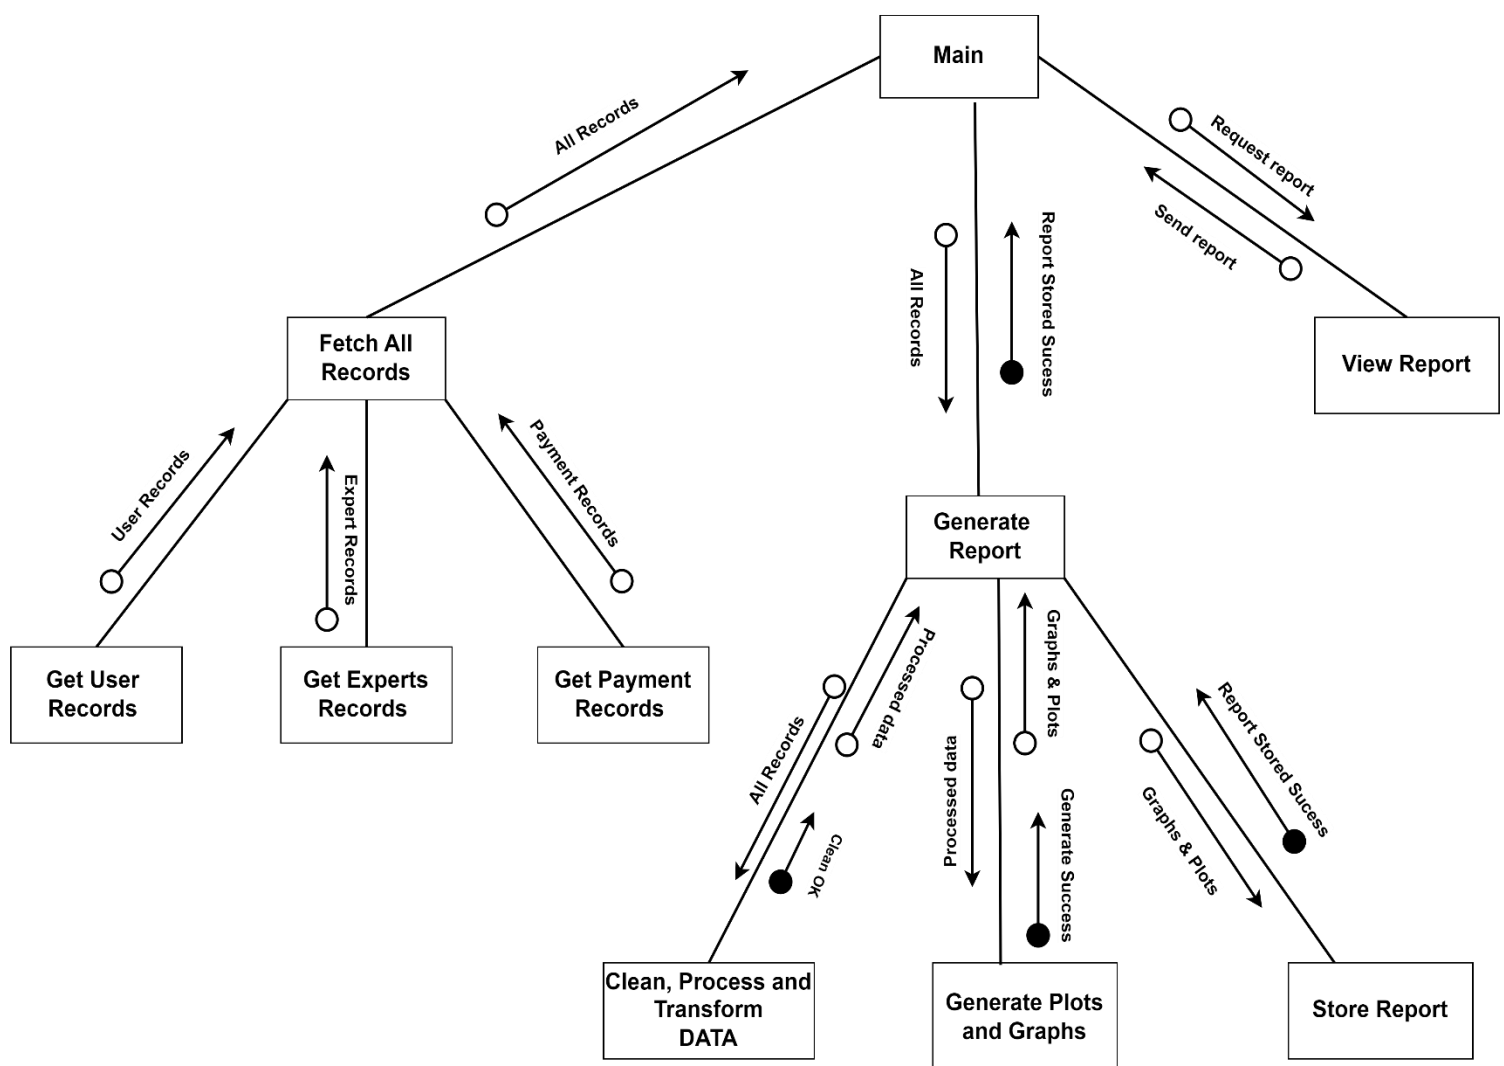 Main
All Records
Request report
Send report
All Records
Report Stored Sucess
Fetch All
Records
View Report
User Records
Expert Records
Payment Records
Generate
Report
Get User
Records
Get Experts
Records
Get Payment
Records
All Records
Processed data
Clean OK
Processed data
Graphs & Plots
Generate Success
Graphs & Plots
Report Stored Sucess
Clean, Process and
Transform
DATA
Generate Plots
and Graphs
Store Report